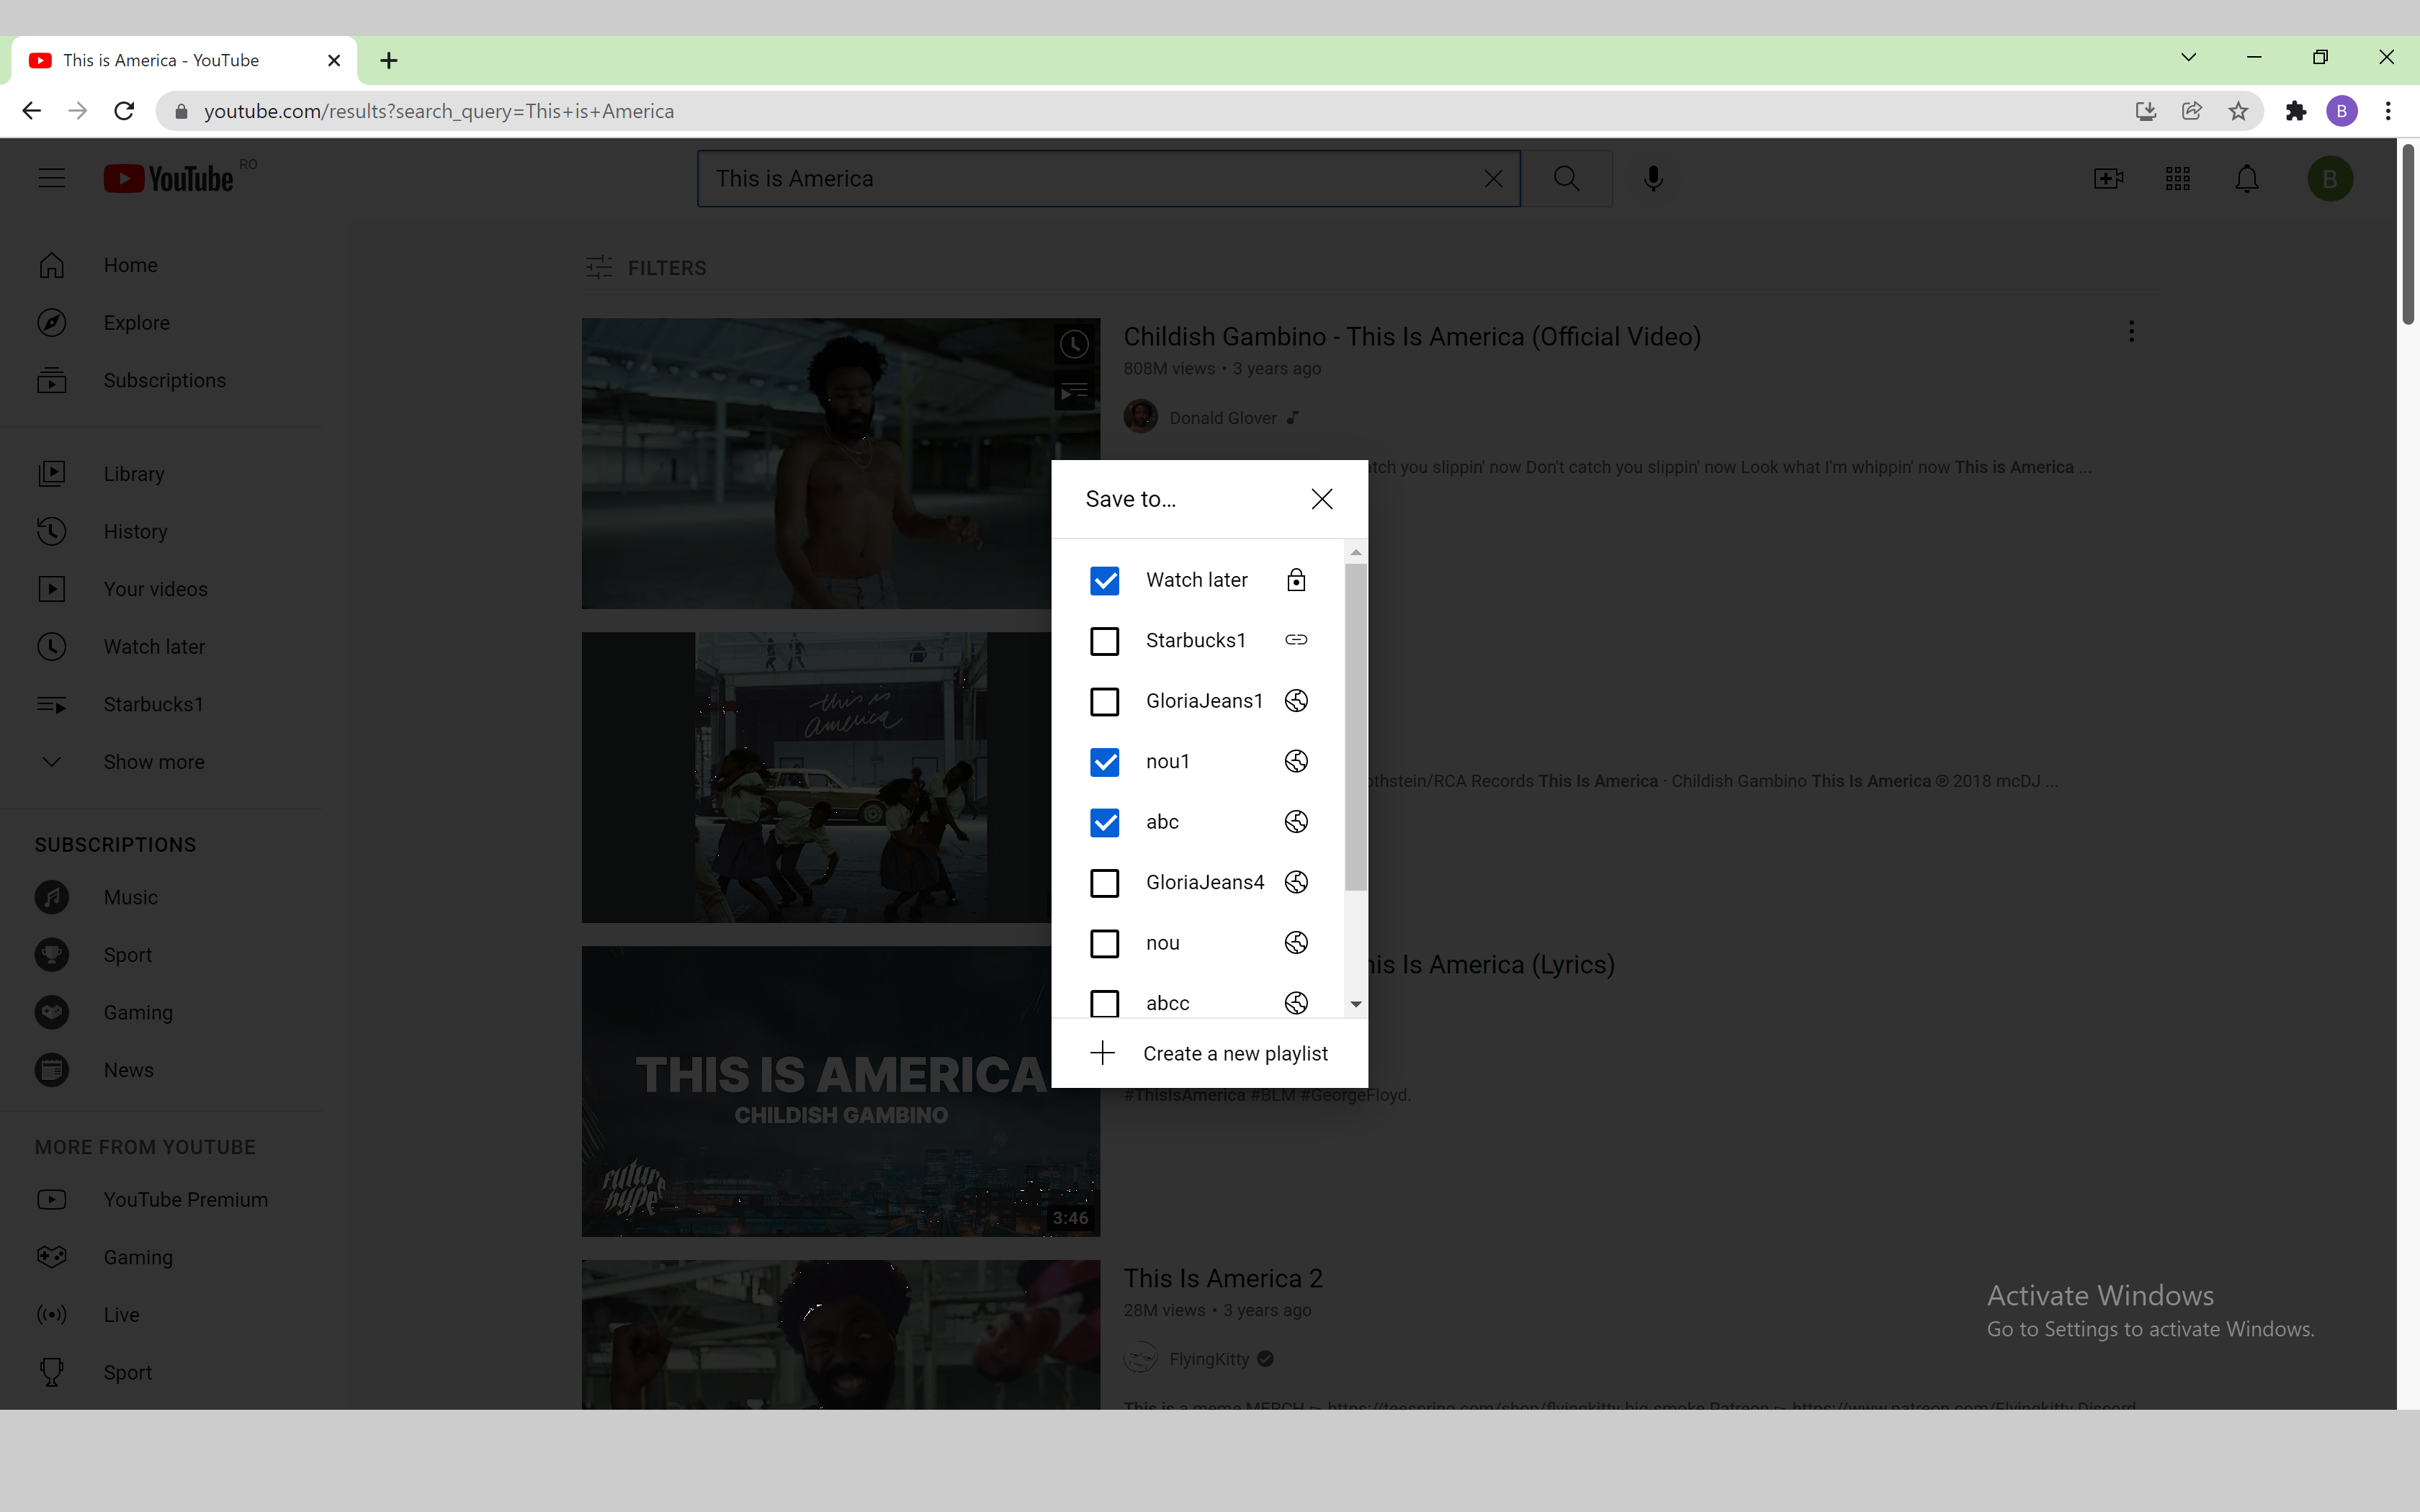 This is America - YouTube
youtube.com/results?search_query=This+is+America
B
YouTube RO
This is America
B
Home
Explore
Subscriptions
Library
History
Your videos
Watch later
Starbucks1
Show more
SUBSCRIPTIONS
Music
Sport
Gaming
News
MORE FROM YOUTUBE
YouTube Premium
Gaming
Live
Sport
FILTERS
Childish Gambino - This Is America (Official Video)
808M views • 3 years ago
Donald Glover
you slippin' now Don't catch you slippin' now Look what I'm whippin' now This is America ...
this is
america
/RCA Records This Is America · Childish Gambino This Is America ℗ 2018 mcDJ ...
Is America (Lyrics)
THIS IS AMERICA
CHILDISH GAMBINO
future
hype
3:46
#ThisIsAmerica #BLM #GeorgeFloyd.
This Is America 2
28M views • 3 years ago
FlyingKitty
This is a meme MERCH ▻ https://teespring.com/shop/flyingkitty-big-smoke Patreon ▻ https://www.patreon.com/Flyingkitty Discord
Save to...
Watch later
Starbucks1
GloriaJeans1
nou1
abc
GloriaJeans4
nou
abcc
Create a new playlist
Activate Windows
Go to Settings to activate Windows.